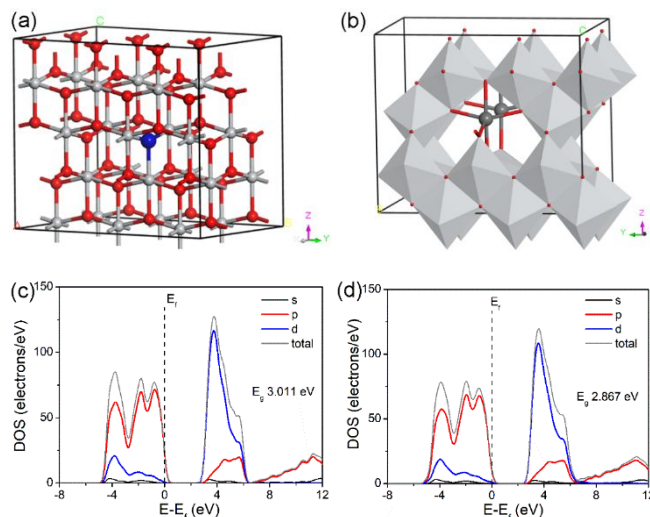 (a)
C
A
B
Z
Y
(b)
C
B
Z
Y
(c)
150
100
50
0
DOS (electrons/eV)
E_f
s
p
d
total
E_g 3.011 eV
-8 -4 0 4 8 12
E-E_f (eV)
(d)
150
100
50
0
DOS (electrons/eV)
E_f
s
p
d
total
E_g 2.867 eV
-8 -4 0 4 8 12
E-E_f (eV)